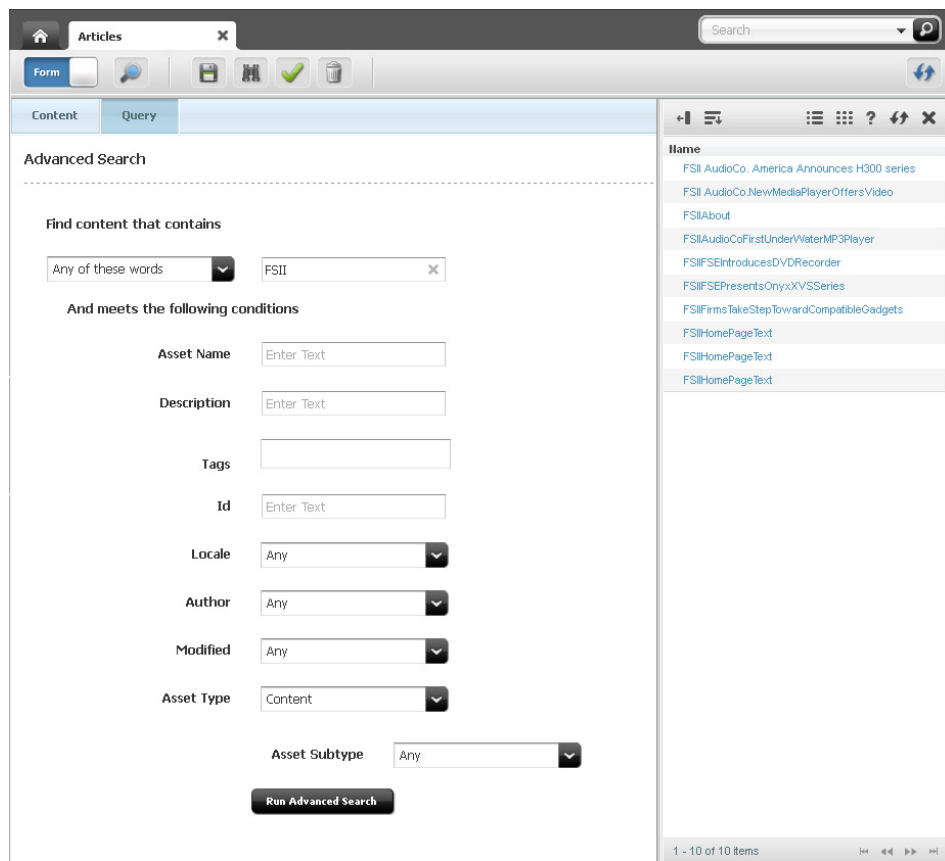 Articles
Search
Form
Content Query
Advanced Search
Find content that contains
Any of these words FSII
And meets the following conditions
Asset Name Enter Text
Description Enter Text
Tags
Id Enter Text
Locale Any
Author Any
Modified Any
Asset Type Content
Asset Subtype Any
Run Advanced Search
Name
FSII AudioCo. America Announces H300 series
FSII AudioCo.NewMediaPlayerOffersVideo
FSIIAbout
FSIIAudioCoFirstUnderWaterMP3Player
FSIIFSEIntroducesDVDRecorder
FSIIFSEPresentsOnyxXVSSeries
FSIIFirmsTakeStepTowardCompatibleGadgets
FSIIHomePageText
FSIIHomePageText
FSIIHomePageText
1 - 10 of 10 items